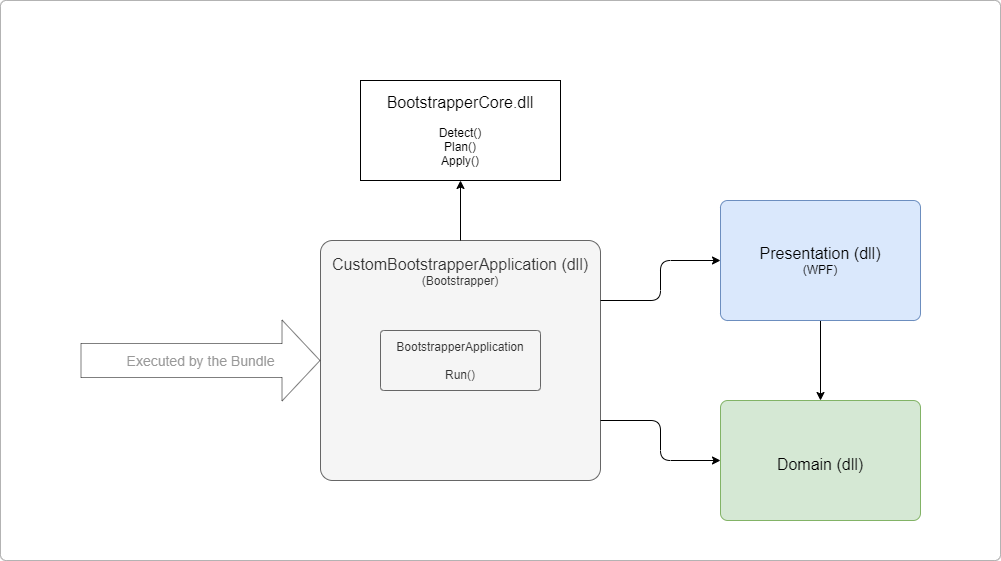 BootstrapperCore.dll
Detect()
Plan()
Apply()
CustomBootstrapperApplication (dll)
(Bootstrapper)
BootstrapperApplication
Run()
Executed by the Bundle
Presentation (dll)
(WPF)
Domain (dll)